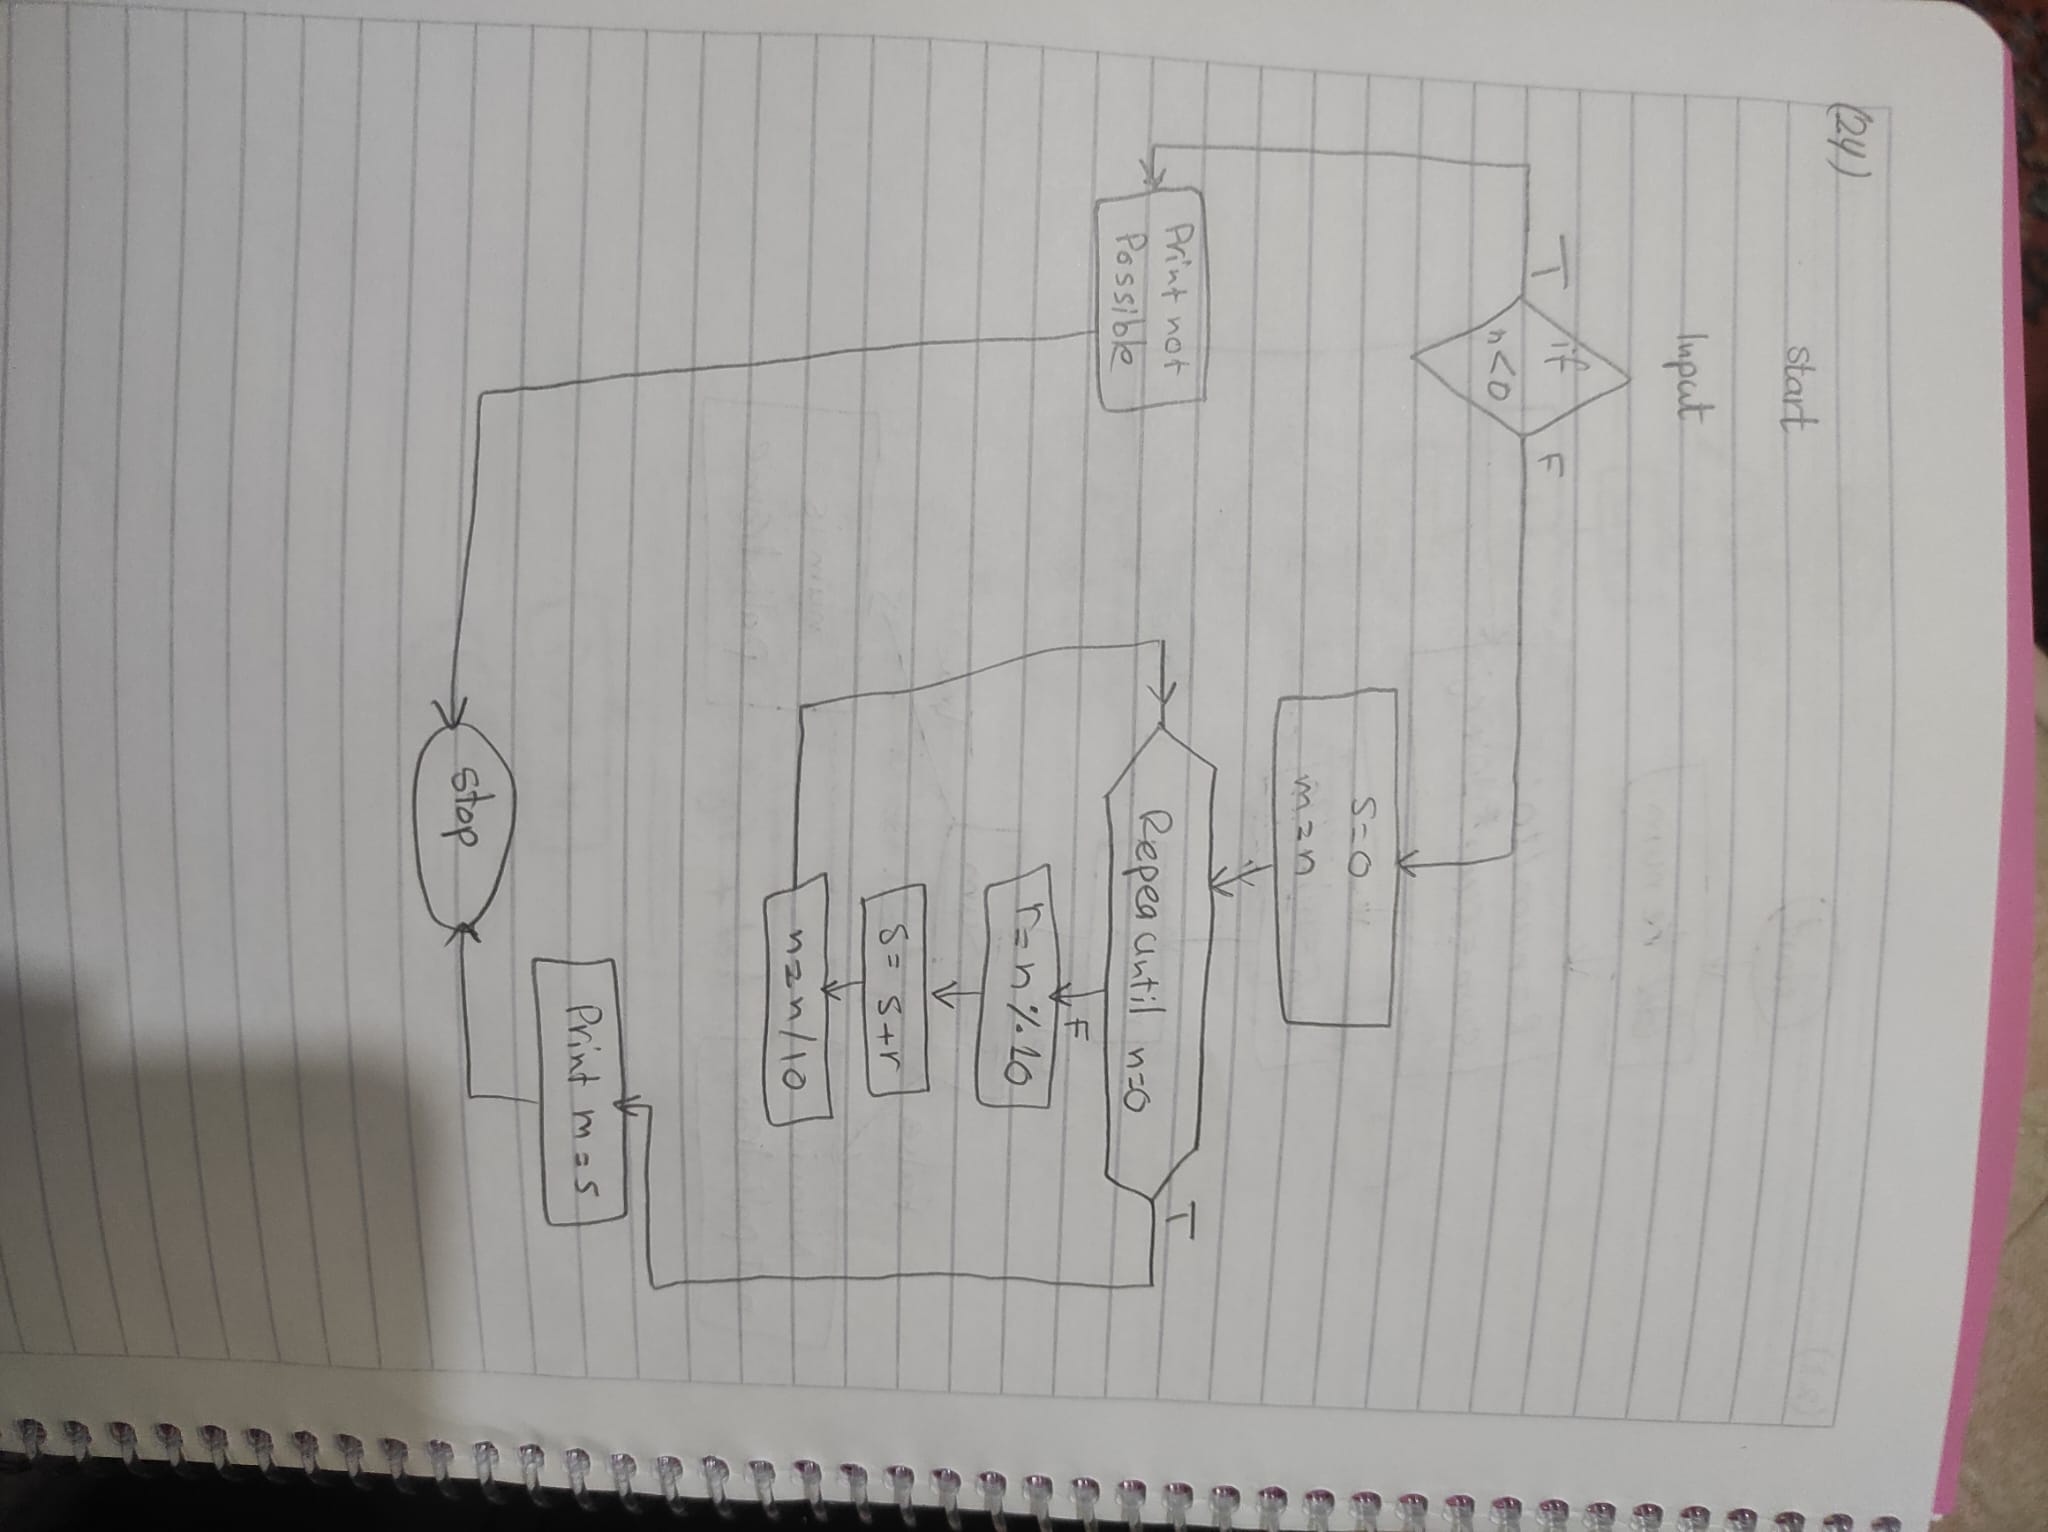 (24)
Start
Input
if
n<0
T
F
S=0
m=n
Print not
Possible
Repea until n=0
T
F
r=n%10
S=S+r
n=n/10
Print m=s
Stop